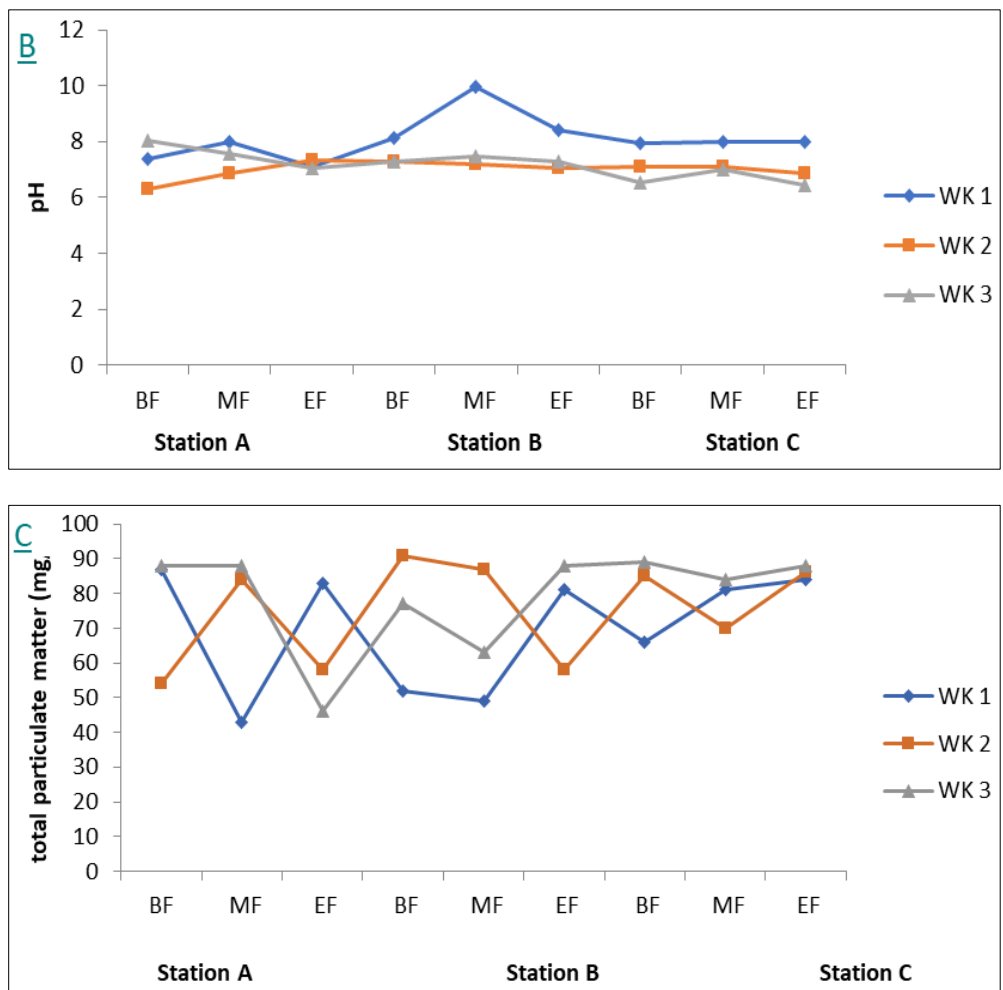 B
12
10
8
6
4
2
0
pH
BF MF EF BF MF EF BF MF EF
Station A Station B Station C
WK 1
WK 2
WK 3
C
100
90
80
70
60
50
40
30
20
10
0
total particulate matter (mg
BF MF EF BF MF EF BF MF EF
Station A Station B Station C
WK 1
WK 2
WK 3